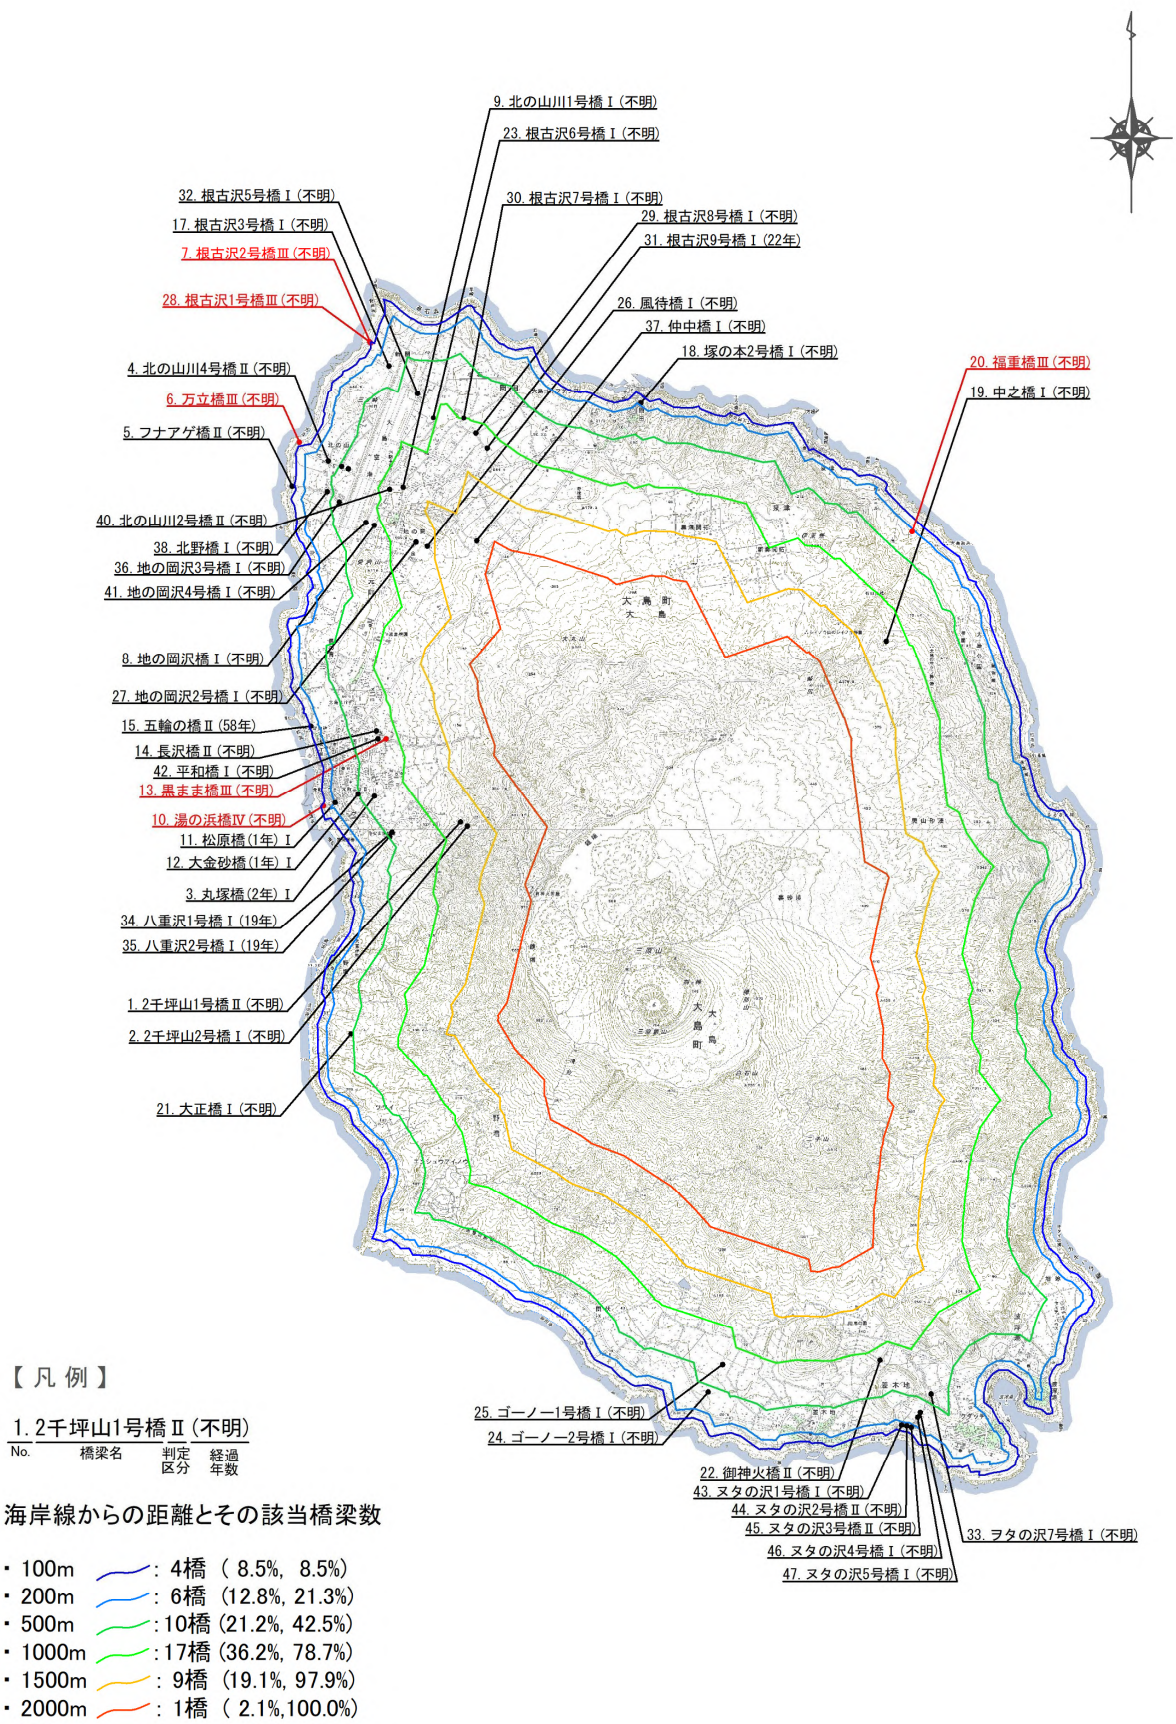 9. 北の山川1号橋Ⅰ(不明)
23. 根古沢6号橋Ⅰ(不明)
32. 根古沢5号橋Ⅰ(不明)
30. 根古沢7号橋Ⅰ(不明)
17. 根古沢3号橋Ⅰ(不明)
29. 根古沢8号橋Ⅰ(不明)
31. 根古沢9号橋Ⅰ(22年)
7. 根古沢2号橋Ⅲ(不明)
28. 根古沢1号橋Ⅲ(不明)
26. 風待橋Ⅰ(不明)
37. 仲中橋Ⅰ(不明)
18. 塚の本2号橋Ⅰ(不明)
20. 福重橋Ⅲ(不明)
19. 中之橋Ⅰ(不明)
4. 北の山川4号橋Ⅱ(不明)
6. 万立橋Ⅲ(不明)
5. フナアゲ橋Ⅱ(不明)
40. 北の山川2号橋Ⅱ(不明)
38. 北野橋Ⅰ(不明)
36. 地の岡沢3号橋Ⅰ(不明)
41. 地の岡沢4号橋Ⅰ(不明)
8. 地の岡沢橋Ⅰ(不明)
27. 地の岡沢2号橋Ⅰ(不明)
15. 五輪の橋Ⅱ(58年)
14. 長沢橋Ⅱ(不明)
42. 平和橋Ⅰ(不明)
13. 黒まま橋Ⅲ(不明)
10. 湯の浜橋Ⅳ(不明)
11. 松原橋(1年)Ⅰ
12. 大金砂橋(1年)Ⅰ
3. 丸塚橋(2年)Ⅰ
34. 八重沢1号橋Ⅰ(19年)
35. 八重沢2号橋Ⅰ(19年)
1. 2千坪山1号橋Ⅱ(不明)
2. 2千坪山2号橋Ⅰ(不明)
21. 大正橋Ⅰ(不明)
大島町
大島
三原山
大島町
大島
25. ゴーノー1号橋Ⅰ(不明)
24. ゴーノー2号橋Ⅰ(不明)
22. 御神火橋Ⅱ(不明)
43. ヌタの沢1号橋Ⅰ(不明)
44. ヌタの沢2号橋Ⅱ(不明)
45. ヌタの沢3号橋Ⅱ(不明)
46. ヌタの沢4号橋Ⅰ(不明)
47. ヌタの沢5号橋Ⅰ(不明)
33. ヲタの沢7号橋Ⅰ(不明)
【凡例】
1. 2千坪山1号橋Ⅱ(不明)
No. 橋梁名 判定区分 経過年数
海岸線からの距離とその該当橋梁数
・100m : 4橋 ( 8.5%, 8.5%)
・200m : 6橋 (12.8%, 21.3%)
・500m : 10橋 (21.2%, 42.5%)
・1000m : 17橋 (36.2%, 78.7%)
・1500m : 9橋 (19.1%, 97.9%)
・2000m : 1橋 ( 2.1%,100.0%)